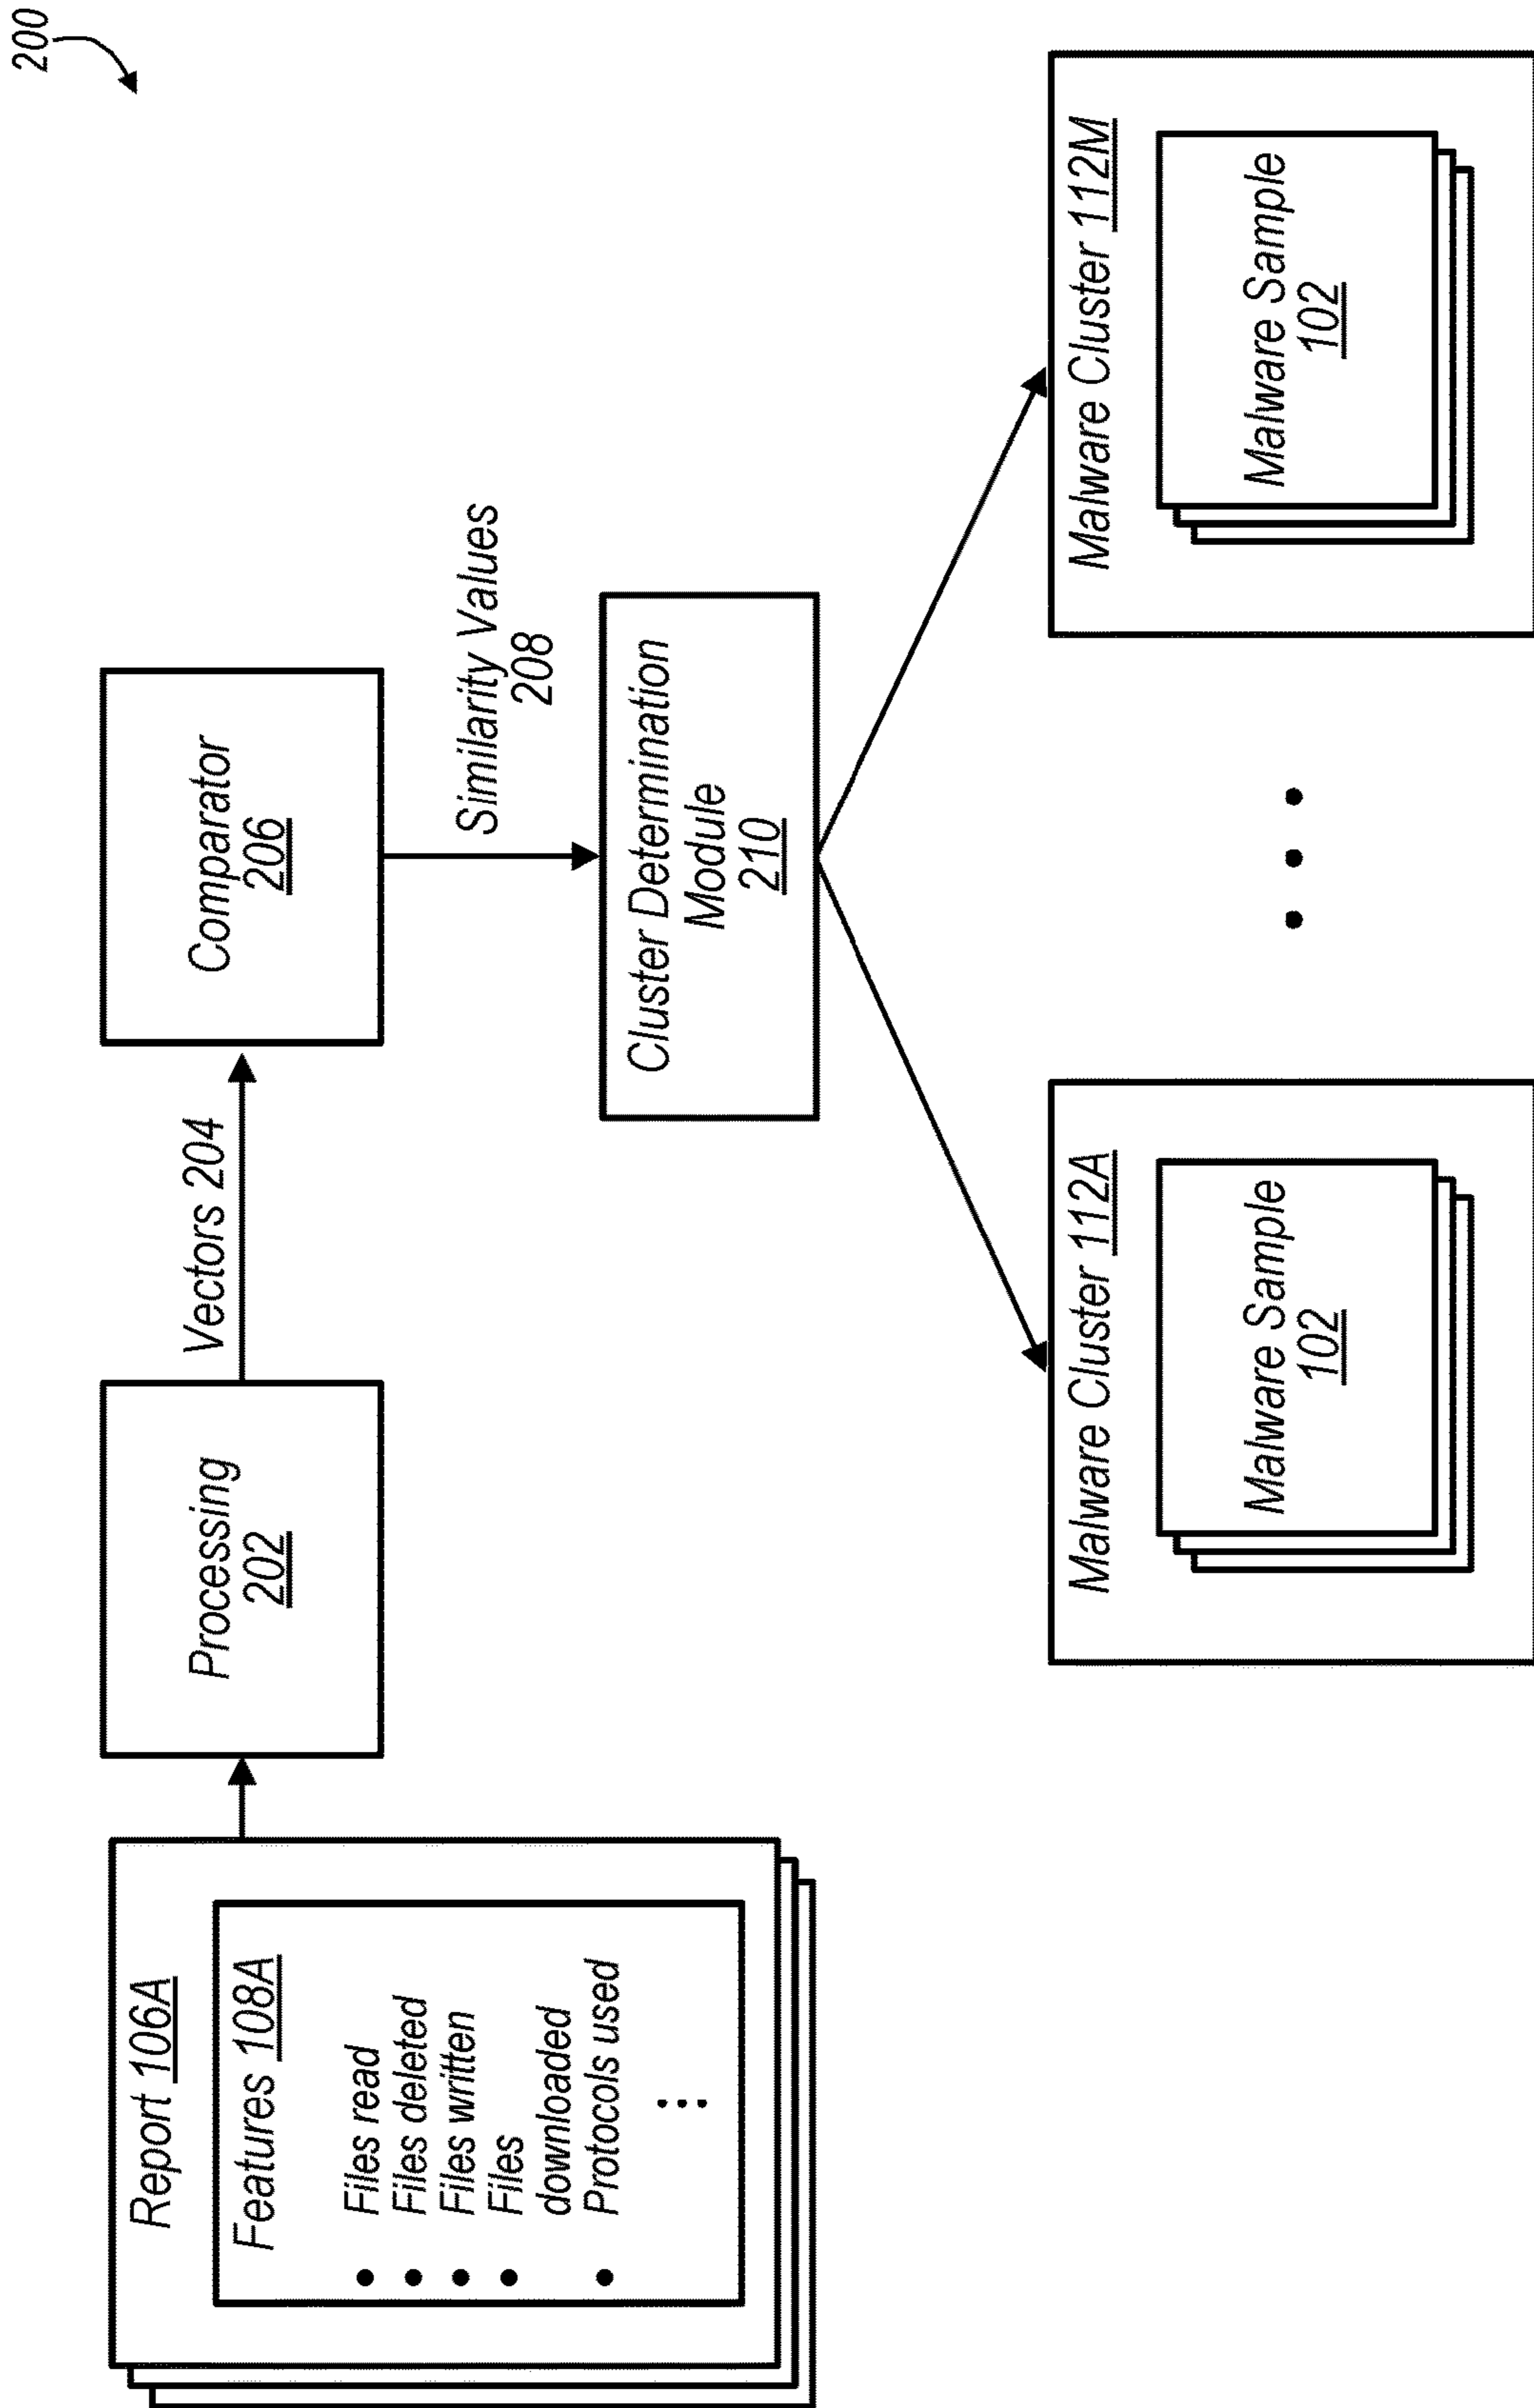 200
Report 106A
Features 108A
• Files read
• Files deleted
• Files written
• Files
downloaded
• Protocols used
Processing
202
Vectors 204
Comparator
206
Similarity Values
208
Cluster Determination
Module
210
Malware Cluster 112A
Malware Sample
102
Malware Cluster 112M
Malware Sample
102